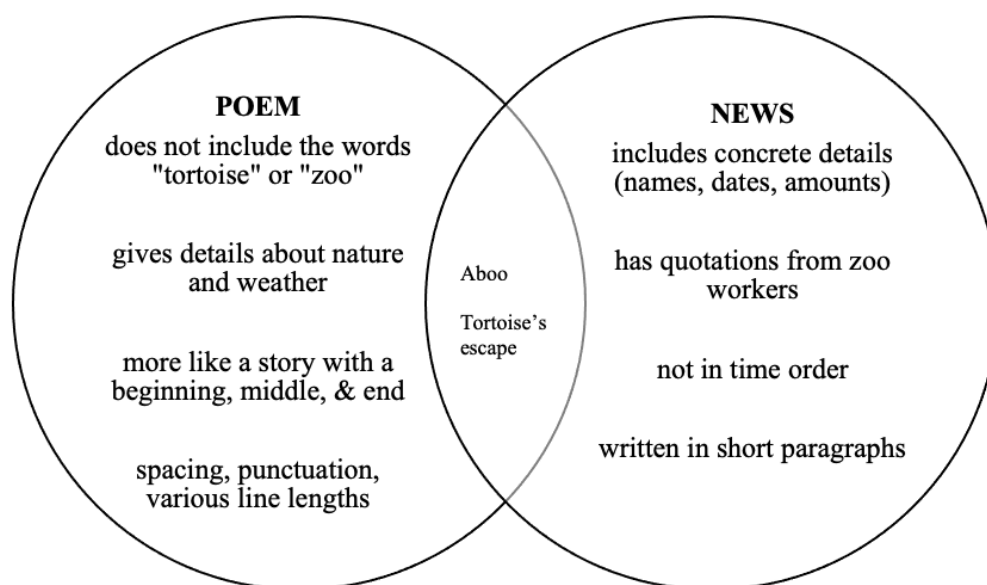 POEM
does not include the words
"tortoise" or "zoo"
gives details about nature
and weather
more like a story with a
beginning, middle, & end
spacing, punctuation,
various line lengths
Aboo
Tortoise’s
escape
NEWS
includes concrete details
(names, dates, amounts)
has quotations from zoo
workers
not in time order
written in short paragraphs